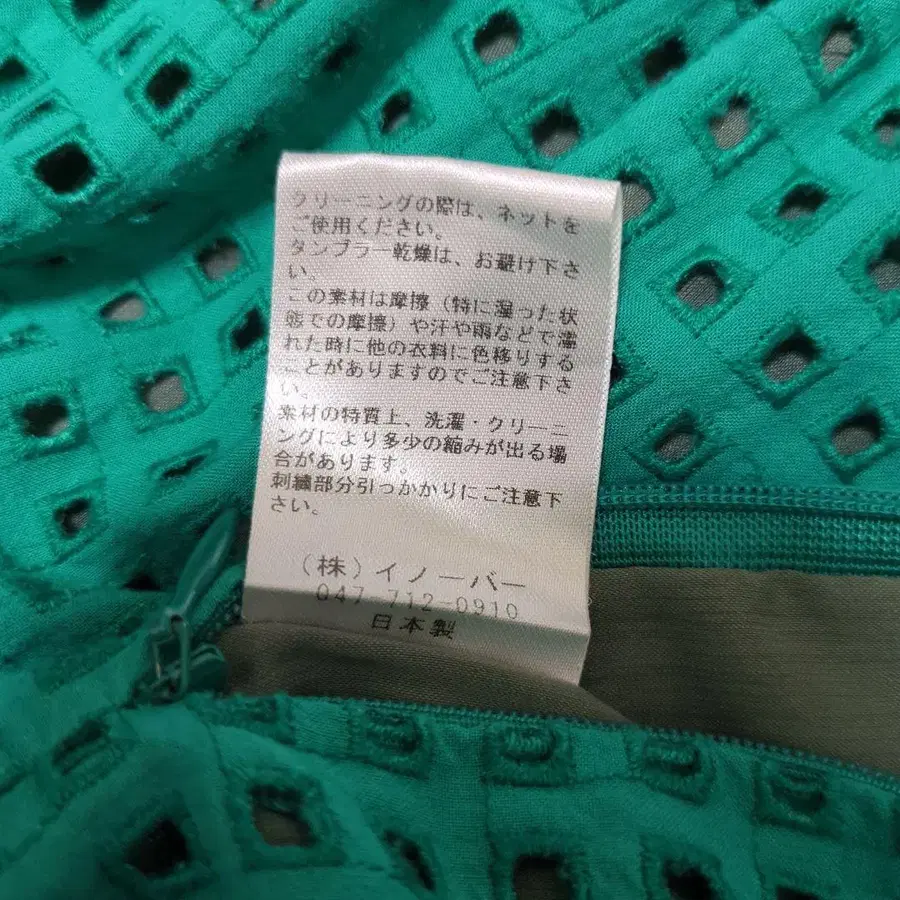 クリーニングの際は、ネットを
ご使用ください。
タンブラー乾燥は、お避け下さ
い。
この素材は摩擦（特に湿った状
態での摩擦）や汗や雨などで濡
れた時に他の衣料に色移りする
ことがありますのでご注意下さ
い。
素材の特質上、洗濯・クリーニ
ングにより多少の縮みが出る場
合があります。
刺繍部分引っかかりにご注意下
さい。
（株）イノーバー
047-712-0910
日本製